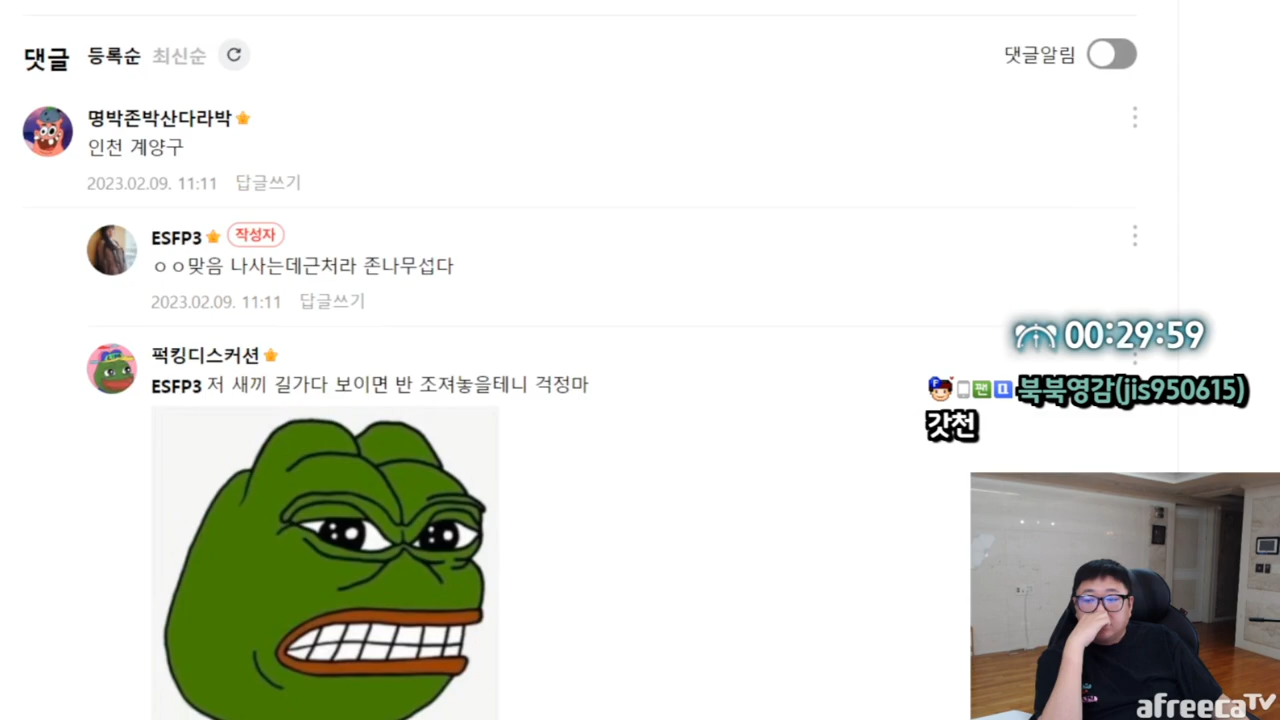 댓글 등록순 최신순
댓글알림
명박존박산다라박
인천 계양구
2023.02.09. 11:11 답글쓰기
ESFP3 작성자
ㅇㅇ맞음 나사는데근처라 존나무섭다
2023.02.09. 11:11 답글쓰기
퍽킹디스커션
ESFP3 저 새끼 길가다 보이면 반 조져놓을테니 걱정마
00:29:59
팬 북북영감(jis950615)
갓천
afreecaTV